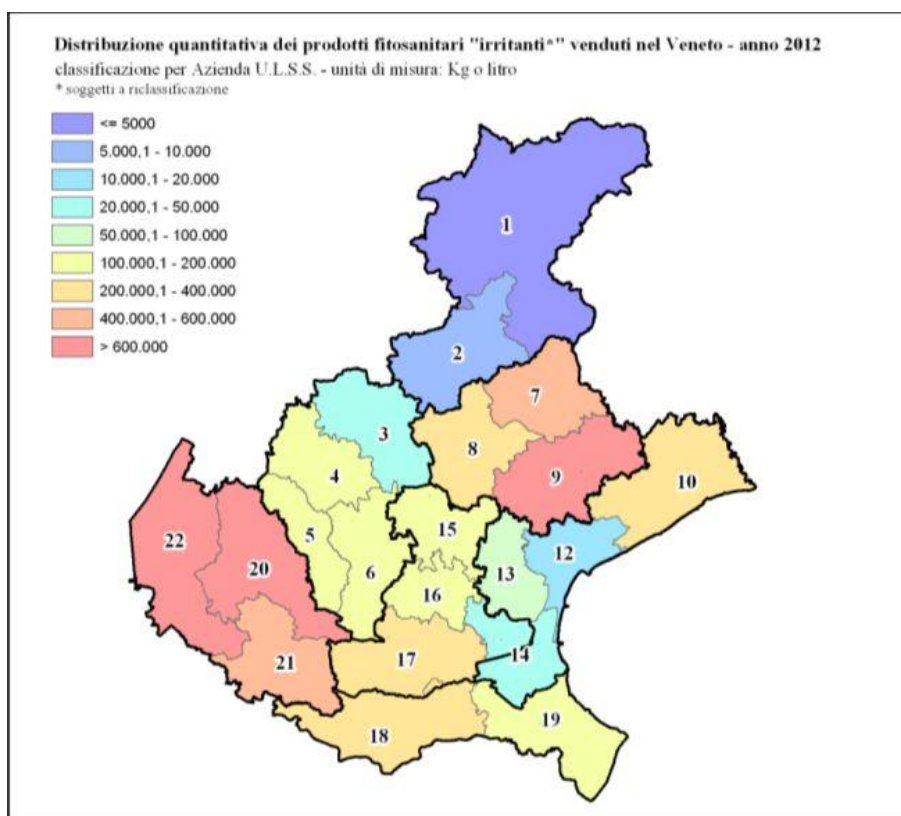 Distribuzione quantitativa dei prodotti fitosanitari "irritanti*" venduti nel Veneto - anno 2012
classificazione per Azienda U.L.S.S. - unità di misura: Kg o litro
* soggetti a riclassificazione
<= 5000
5.000,1 - 10.000
10.000,1 - 20.000
20.000,1 - 50.000
50.000,1 - 100.000
100.000,1 - 200.000
200.000,1 - 400.000
400.000,1 - 600.000
> 600.000
1
2
7
3
8
4
9
10
22
5
15
12
20
6
13
16
21
17
14
18
19